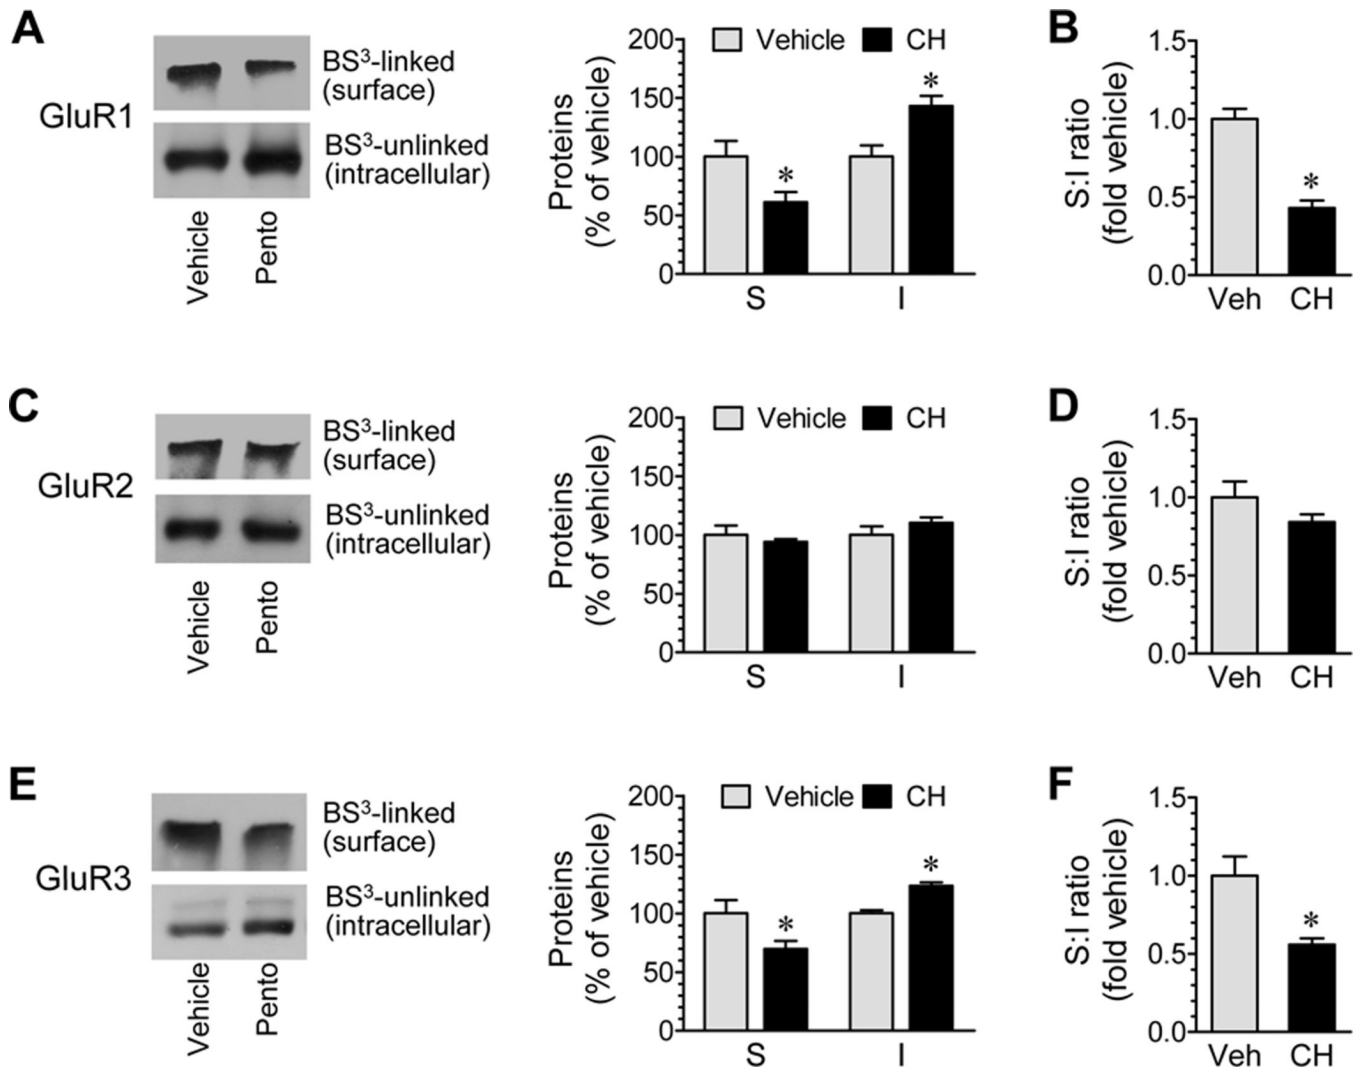 A
GluR1
BS³-linked
(surface)
BS³-unlinked
(intracellular)
Vehicle
Pento
Proteins
(% of vehicle)
200
150
100
50
0
Vehicle
CH
*
*
S
I
B
S:I ratio
(fold vehicle)
1.5
1.0
0.5
0.0
*
Veh
CH
C
GluR2
BS³-linked
(surface)
BS³-unlinked
(intracellular)
Vehicle
Pento
Proteins
(% of vehicle)
200
150
100
50
0
Vehicle
CH
S
I
D
S:I ratio
(fold vehicle)
1.5
1.0
0.5
0.0
Veh
CH
E
GluR3
BS³-linked
(surface)
BS³-unlinked
(intracellular)
Vehicle
Pento
Proteins
(% of vehicle)
200
150
100
50
0
Vehicle
CH
*
*
S
I
F
S:I ratio
(fold vehicle)
1.5
1.0
0.5
0.0
*
Veh
CH